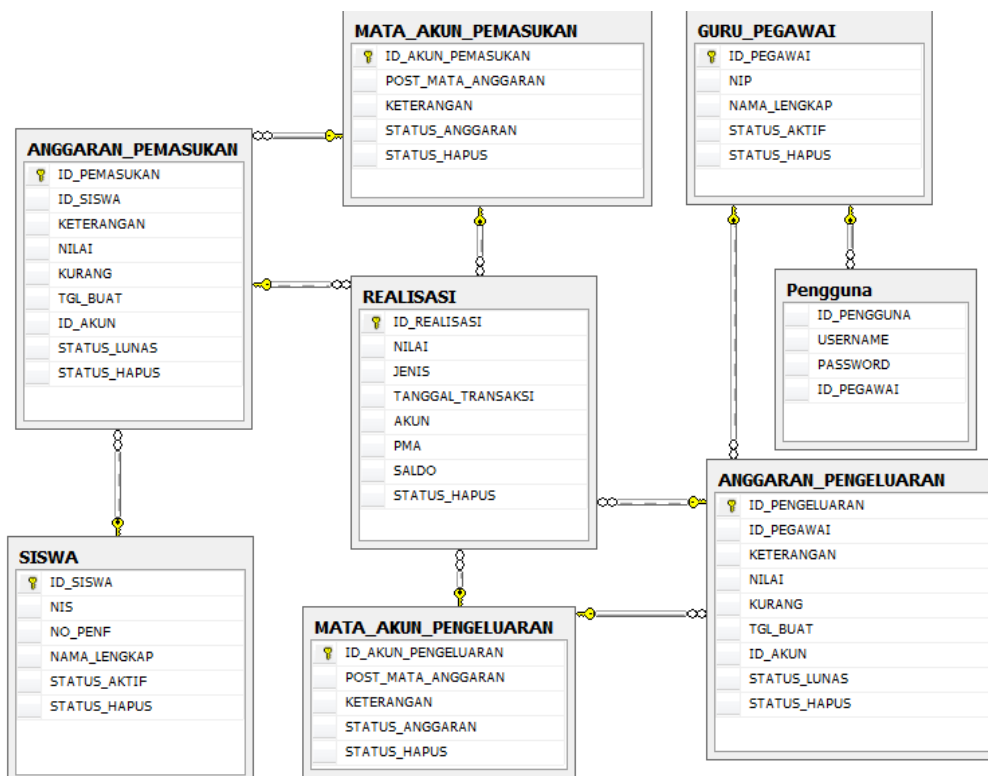 MATA_AKUN_PEMASUKAN
ID_AKUN_PEMASUKAN
POST_MATA_ANGGARAN
KETERANGAN
STATUS_ANGGARAN
STATUS_HAPUS
GURU_PEGAWAI
ID_PEGAWAI
NIP
NAMA_LENGKAP
STATUS_AKTIF
STATUS_HAPUS
ANGGARAN_PEMASUKAN
ID_PEMASUKAN
ID_SISWA
KETERANGAN
NILAI
KURANG
TGL_BUAT
ID_AKUN
STATUS_LUNAS
STATUS_HAPUS
REALISASI
ID_REALISASI
NILAI
JENIS
TANGGAL_TRANSAKSI
AKUN
PMA
SALDO
STATUS_HAPUS
Pengguna
ID_PENGGUNA
USERNAME
PASSWORD
ID_PEGAWAI
ANGGARAN_PENGELUARAN
ID_PENGELUARAN
ID_PEGAWAI
KETERANGAN
NILAI
KURANG
TGL_BUAT
ID_AKUN
STATUS_LUNAS
STATUS_HAPUS
SISWA
ID_SISWA
NIS
NO_PENF
NAMA_LENGKAP
STATUS_AKTIF
STATUS_HAPUS
MATA_AKUN_PENGELUARAN
ID_AKUN_PENGELUARAN
POST_MATA_ANGGARAN
KETERANGAN
STATUS_ANGGARAN
STATUS_HAPUS